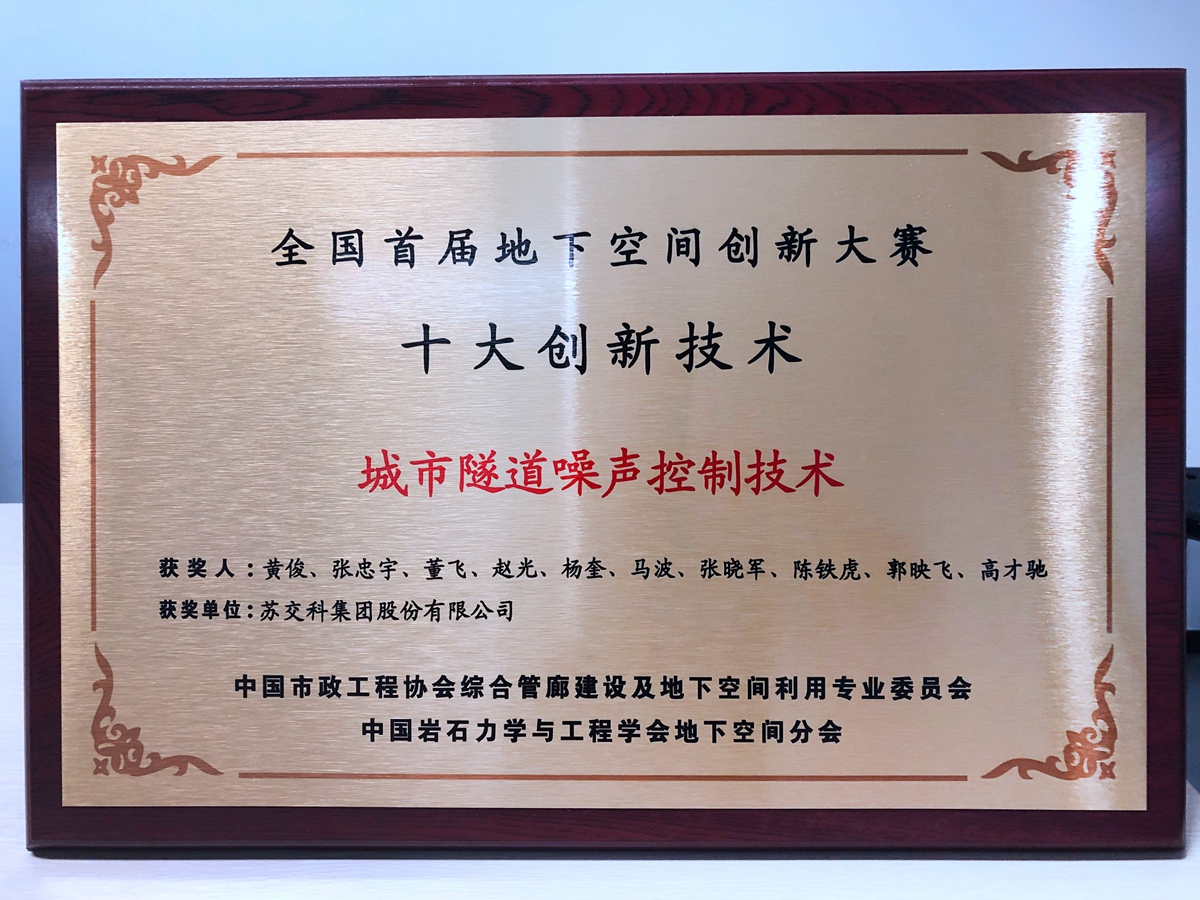 全国首届地下空间创新大赛
十大创新技术
城市隧道噪声控制技术
获奖人：黄俊、张忠宇、董飞、赵光、杨奎、马波、张晓军、陈铁虎、郭映飞、高才驰
获奖单位：苏交科集团股份有限公司
中国市政工程协会综合管廊建设及地下空间利用专业委员会
中国岩石力学与工程学会地下空间分会